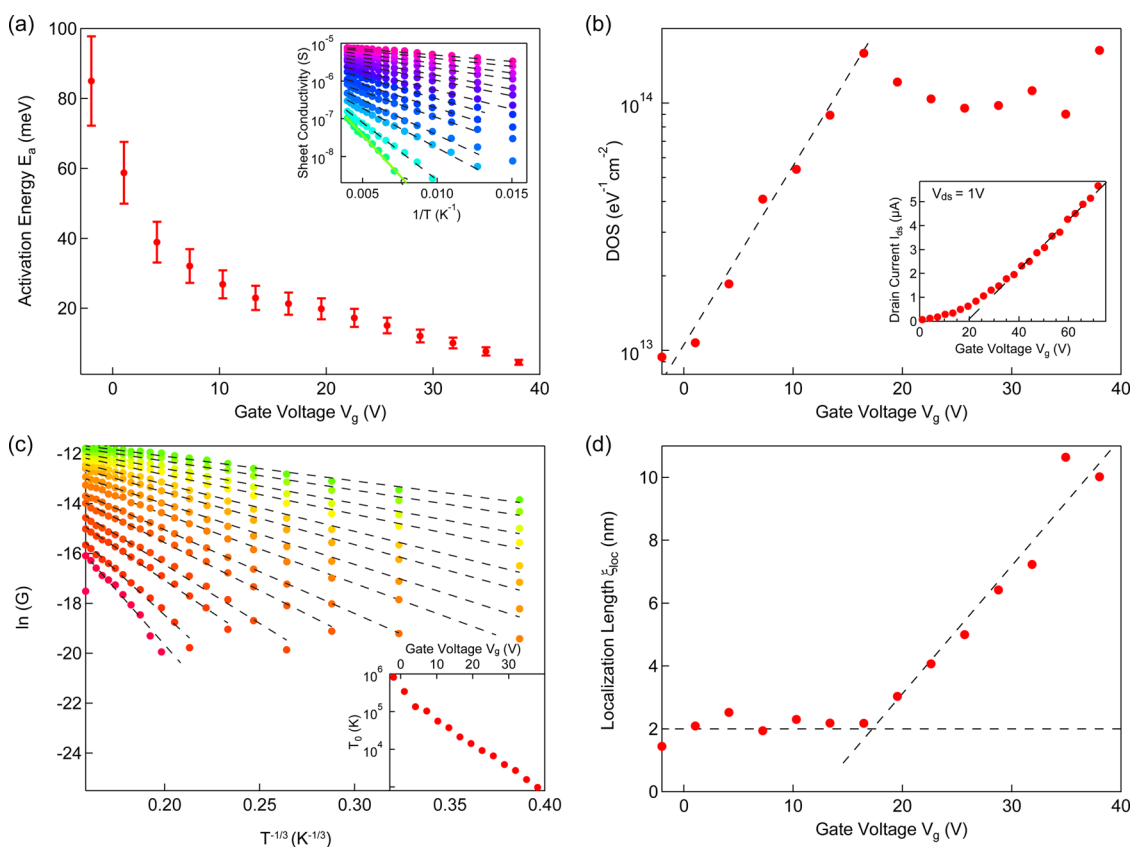 (a)
100
80
60
40
20
Activation Energy Eₐ (meV)
0 10 20 30 40
Gate Voltage V_g (V)
Sheet Conductivity (S)
10⁻⁵
10⁻⁶
10⁻⁷
10⁻⁸
0.005 0.010 0.015
1/T (K⁻¹)
(b)
DOS (eV⁻¹ cm⁻²)
10¹⁴
10¹³
0 10 20 30 40
Gate Voltage V_g (V)
V_ds = 1V
Drain Current I_ds (µA)
5
4
3
2
1
0
0 20 40 60
Gate Voltage V_g (V)
(c)
ln (G)
-12
-14
-16
-18
-20
-22
-24
0.20 0.25 0.30 0.35 0.40
T⁻¹/³ (K⁻¹/³)
Gate Voltage V_g (V)
0 10 20 30
T₀ (K)
10⁶
10⁵
10⁴
(d)
Localization Length ξ_loc (nm)
10
8
6
4
2
0
0 10 20 30 40
Gate Voltage V_g (V)